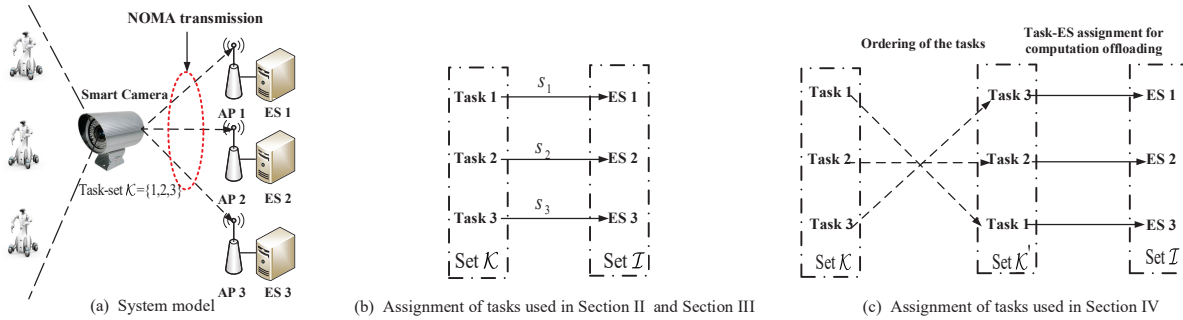 NOMA transmission
Smart Camera
Task-set K={1,2,3}
AP 1
ES 1
AP 2
ES 2
AP 3
ES 3
(a) System model
Task 1
s1
ES 1
Task 2
s2
ES 2
Task 3
s3
ES 3
Set K
Set I
(b) Assignment of tasks used in Section II and Section III
Ordering of the tasks
Task-ES assignment for
computation offloading
Task 1
Task 3
ES 1
Task 2
Task 2
ES 2
Task 3
Task 1
ES 3
Set K
Set K'
Set I
(c) Assignment of tasks used in Section IV